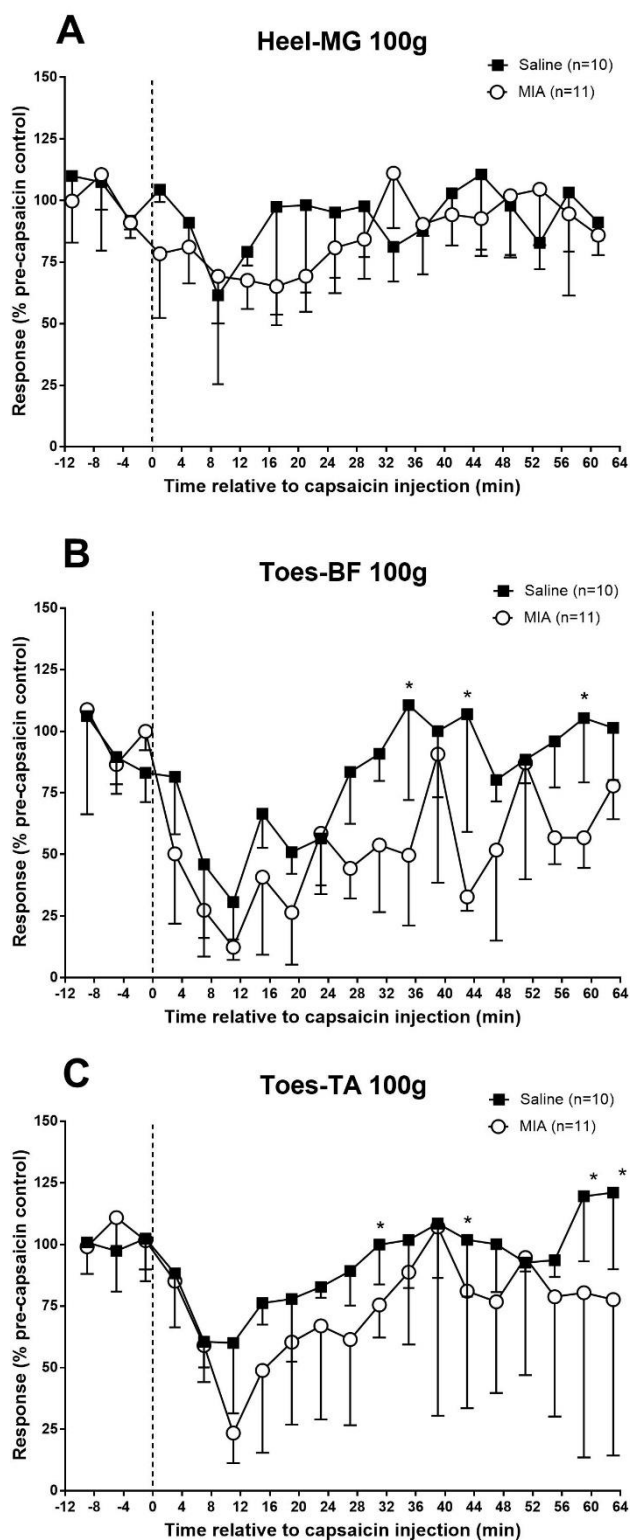 A
Heel-MG 100g
Saline (n=10)
MIA (n=11)
Response (% pre-capsaicin control)
150
125
100
75
50
25
0
-12 -8 -4 0 4 8 12 16 20 24 28 32 36 40 44 48 52 56 60 64
Time relative to capsaicin injection (min)
B
Toes-BF 100g
Saline (n=10)
MIA (n=11)
Response (% pre-capsaicin control)
150
125
100
75
50
25
0
* * *
-12 -8 -4 0 4 8 12 16 20 24 28 32 36 40 44 48 52 56 60 64
Time relative to capsaicin injection (min)
C
Toes-TA 100g
Saline (n=10)
MIA (n=11)
Response (% pre-capsaicin control)
150
125
100
75
50
25
0
* * * *
-12 -8 -4 0 4 8 12 16 20 24 28 32 36 40 44 48 52 56 60 64
Time relative to capsaicin injection (min)